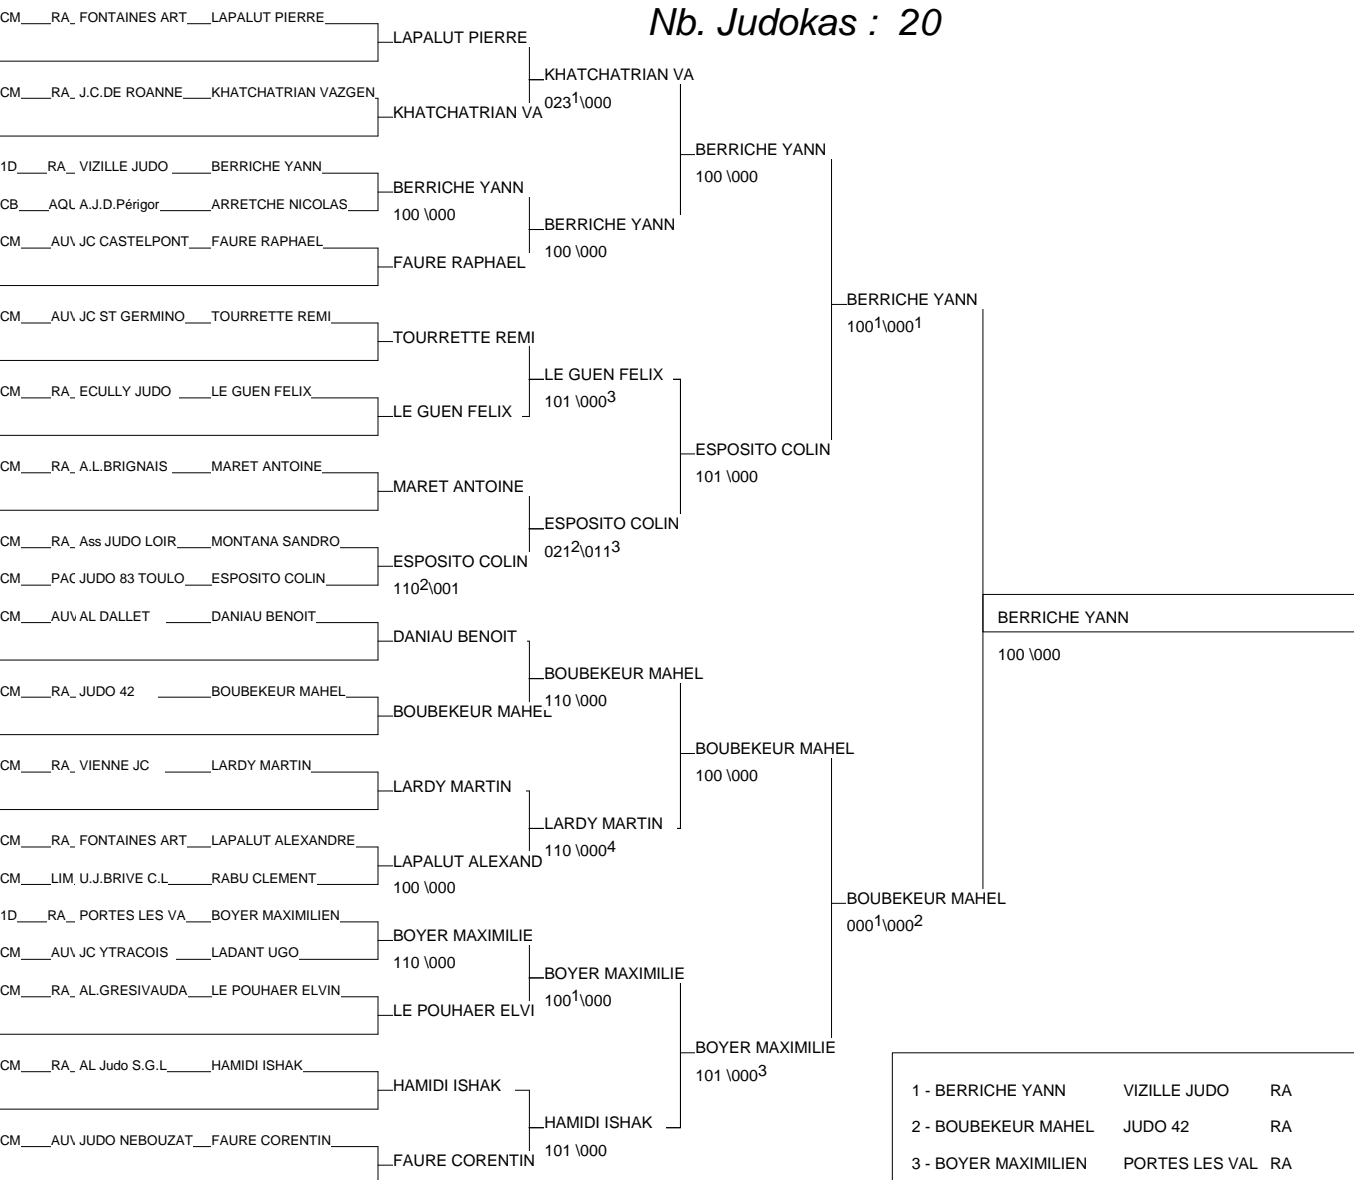 Nb. Judokas : 20
CM RA_ FONTAINES ART LAPALUT PIERRE
LAPALUT PIERRE
KHATCHATRIAN VA
023¹\000
CM RA_ J.C.DE ROANNE KHATCHATRIAN VAZGEN
KHATCHATRIAN VA
BERRICHE YANN
100 \000
1D RA_ VIZILLE JUDO BERRICHE YANN
BERRICHE YANN
100 \000
CB AQU A.J.D.Périgor ARRETCHE NICOLAS
BERRICHE YANN
100 \000
CM AUV JC CASTELPONT FAURE RAPHAEL
FAURE RAPHAEL
BERRICHE YANN
100¹\000¹
CM AUV JC ST GERMINO TOURRETTE REMI
TOURRETTE REMI
LE GUEN FELIX
101 \000³
CM RA_ ECULLY JUDO LE GUEN FELIX
LE GUEN FELIX
ESPOSITO COLIN
101 \000
CM RA_ A.L.BRIGNAIS MARET ANTOINE
MARET ANTOINE
ESPOSITO COLIN
021²\011³
CM RA_ Ass JUDO LOIR MONTANA SANDRO
ESPOSITO COLIN
110²\001
CM PAC JUDO 83 TOULO ESPOSITO COLIN
BERRICHE YANN
100 \000
CM AUV AL DALLET DANIAU BENOIT
DANIAU BENOIT
BOUBEKEUR MAHEL
110 \000
CM RA_ JUDO 42 BOUBEKEUR MAHEL
BOUBEKEUR MAHEL
BOUBEKEUR MAHEL
100 \000
CM RA_ VIENNE JC LARDY MARTIN
LARDY MARTIN
LARDY MARTIN
110 \000⁴
CM RA_ FONTAINES ART LAPALUT ALEXANDRE
LAPALUT ALEXAND
100 \000
CM LIM U.J.BRIVE C.L RABU CLEMENT
BOUBEKEUR MAHEL
000¹\000²
1D RA_ PORTES LES VA BOYER MAXIMILIEN
BOYER MAXIMILIE
110 \000
CM AUV JC YTRACOIS LADANT UGO
BOYER MAXIMILIE
100¹\000
CM RA_ AL.GRESIVAUDA LE POUHAER ELVIN
LE POUHAER ELVI
BOYER MAXIMILIE
101 \000³
CM RA_ AL Judo S.G.L HAMIDI ISHAK
HAMIDI ISHAK
HAMIDI ISHAK
101 \000
CM AUV JUDO NEBOUZAT FAURE CORENTIN
FAURE CORENTIN
1 - BERRICHE YANN VIZILLE JUDO RA
2 - BOUBEKEUR MAHEL JUDO 42 RA
3 - BOYER MAXIMILIEN PORTES LES VAL RA